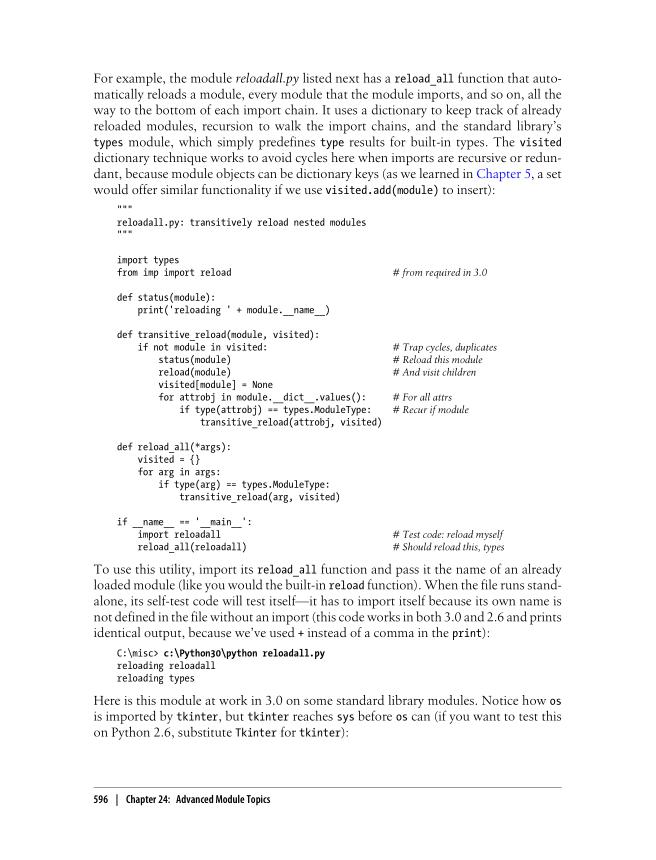 For example, the module reloadall.py listed next has a reload_all function that auto-
matically reloads a module, every module that the module imports, and so on, all the
way to the bottom of each import chain. It uses a dictionary to keep track of already
reloaded modules, recursion to walk the import chains, and the standard library's
types module, which simply predefines type results for built-in types. The visited
dictionary technique works to avoid cycles here when imports are recursive or redun-
dant, because module objects can be dictionary keys (as we learned in Chapter 5, a set
would offer similar functionality if we use visited.add(module) to insert):
"""
reloadall.py: transitively reload nested modules
"""
import types
from imp import reload # from required in 3.0
def status(module):
    print('reloading ' + module.__name__)
def transitive_reload(module, visited):
    if not module in visited: # Trap cycles, duplicates
        status(module) # Reload this module
        reload(module) # And visit children
        visited[module] = None
        for attrobj in module.__dict__.values(): # For all attrs
            if type(attrobj) == types.ModuleType: # Recur if module
                transitive_reload(attrobj, visited)
def reload_all(*args):
    visited = {}
    for arg in args:
        if type(arg) == types.ModuleType:
            transitive_reload(arg, visited)
if __name__ == '__main__':
    import reloadall # Test code: reload myself
    reload_all(reloadall) # Should reload this, types
To use this utility, import its reload_all function and pass it the name of an already
loaded module (like you would the built-in reload function). When the file runs stand-
alone, its self-test code will test itself—it has to import itself because its own name is
not defined in the file without an import (this code works in both 3.0 and 2.6 and prints
identical output, because we've used + instead of a comma in the print):
C:\misc> c:\Python30\python reloadall.py
reloading reloadall
reloading types
Here is this module at work in 3.0 on some standard library modules. Notice how os
is imported by tkinter, but tkinter reaches sys before os can (if you want to test this
on Python 2.6, substitute Tkinter for tkinter):
596 | Chapter 24: Advanced Module Topics